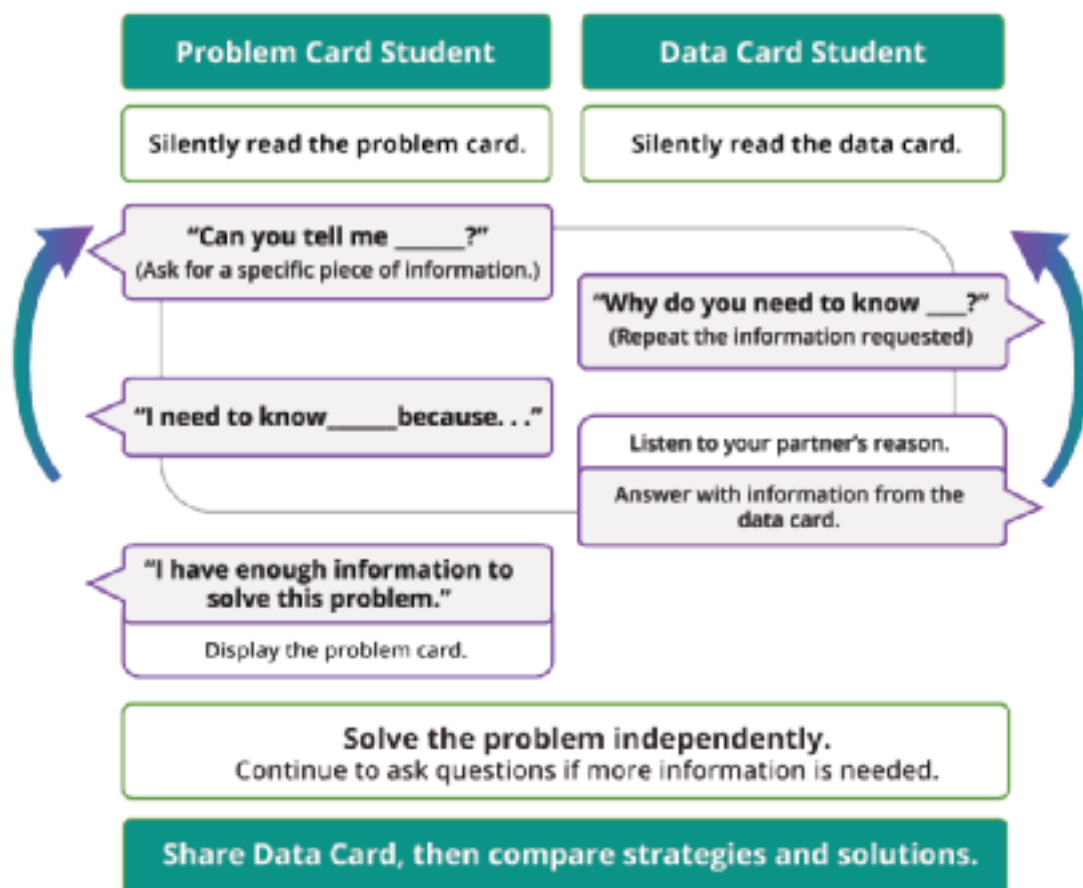 Problem Card Student
Data Card Student
Silently read the problem card.
Silently read the data card.
“Can you tell me ______?”
(Ask for a specific piece of information.)
“Why do you need to know ___?”
(Repeat the information requested)
“I need to know______because. . .”
Listen to your partner’s reason.
Answer with information from the
data card.
“I have enough information to
solve this problem.”
Display the problem card.
Solve the problem independently.
Continue to ask questions if more information is needed.
Share Data Card, then compare strategies and solutions.